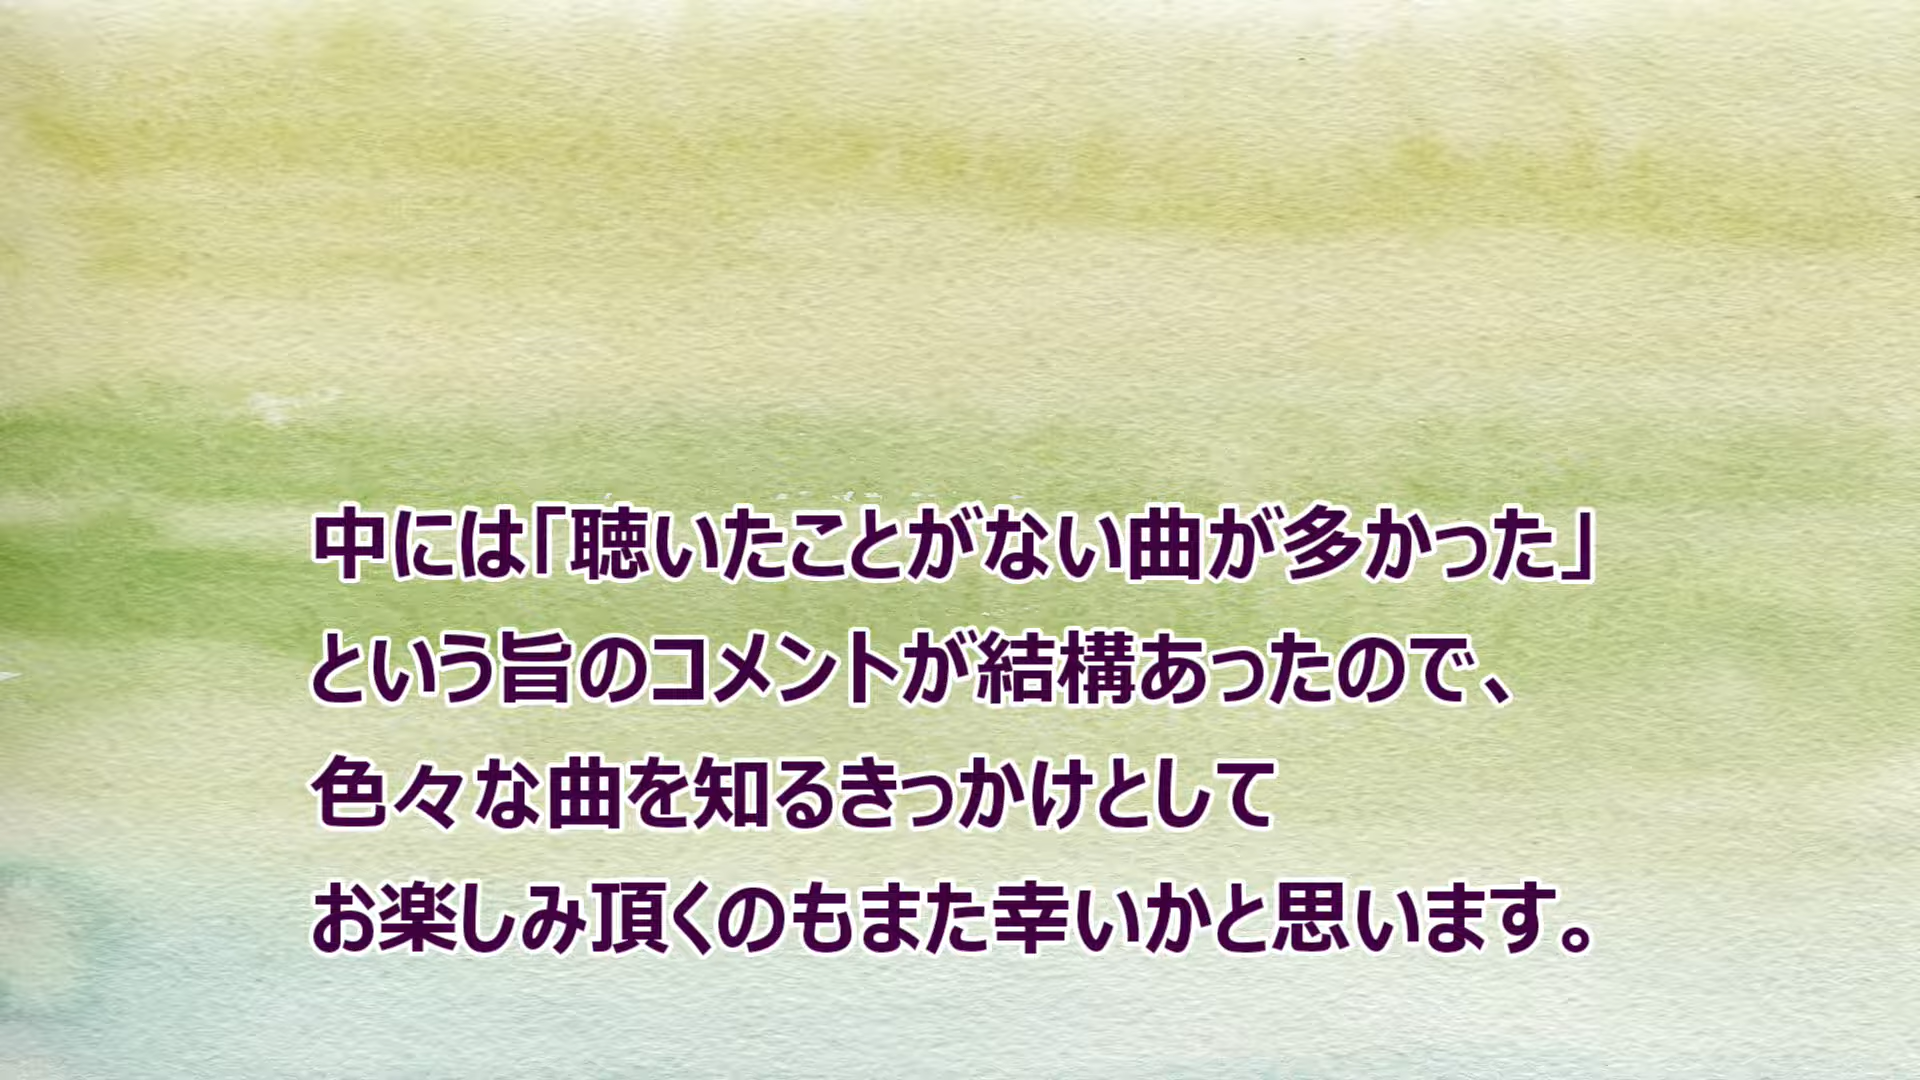 中には「聴いたことがない曲が多かった」
という旨のコメントが結構あったので、
色々な曲を知るきっかけとして
お楽しみ頂くのもまた幸いかと思います。